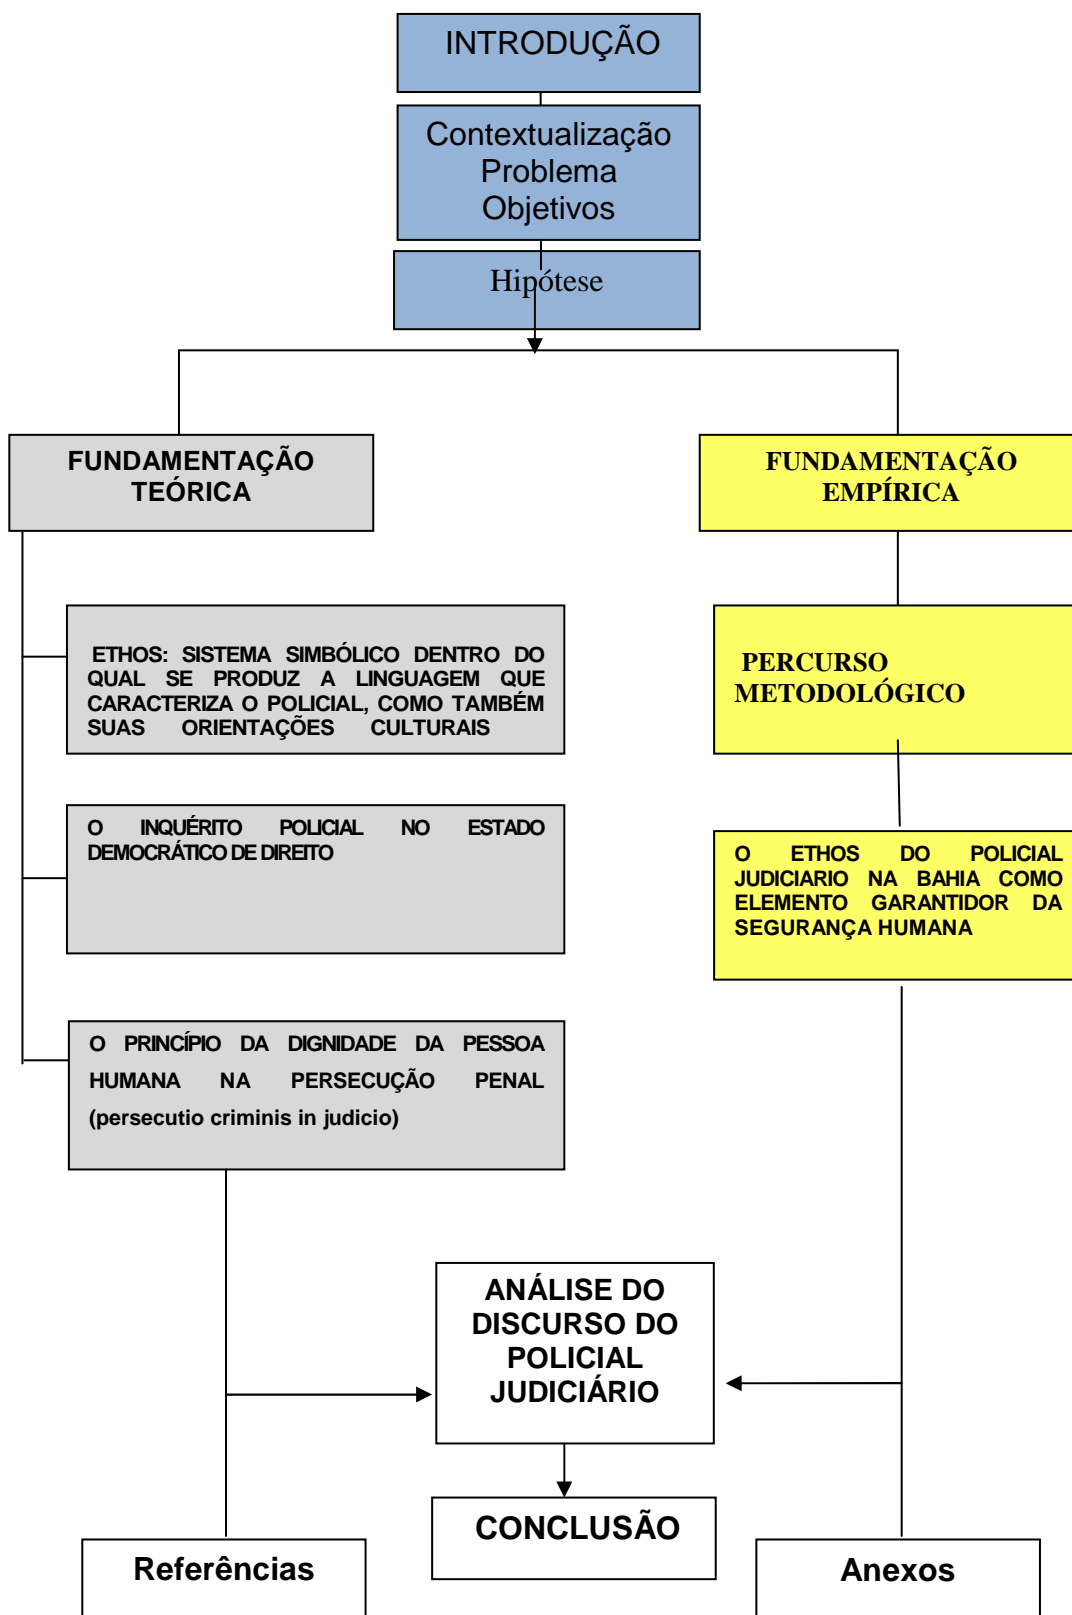 INTRODUÇÃO
Contextualização
Problema
Objetivos
Hipótese
FUNDAMENTAÇÃO
TEÓRICA
FUNDAMENTAÇÃO
EMPÍRICA
ETHOS: SISTEMA SIMBÓLICO DENTRO DO
QUAL SE PRODUZ A LINGUAGEM QUE
CARACTERIZA O POLICIAL, COMO TAMBÉM
SUAS ORIENTAÇÕES CULTURAIS
PERCURSO
METODOLÓGICO
O INQUÉRITO POLICIAL NO ESTADO
DEMOCRÁTICO DE DIREITO
O ETHOS DO POLICIAL
JUDICIARIO NA BAHIA COMO
ELEMENTO GARANTIDOR DA
SEGURANÇA HUMANA
O PRINCÍPIO DA DIGNIDADE DA PESSOA
HUMANA NA PERSECUÇÃO PENAL
(persecutio criminis in judicio)
ANÁLISE DO
DISCURSO DO
POLICIAL
JUDICIÁRIO
CONCLUSÃO
Referências
Anexos